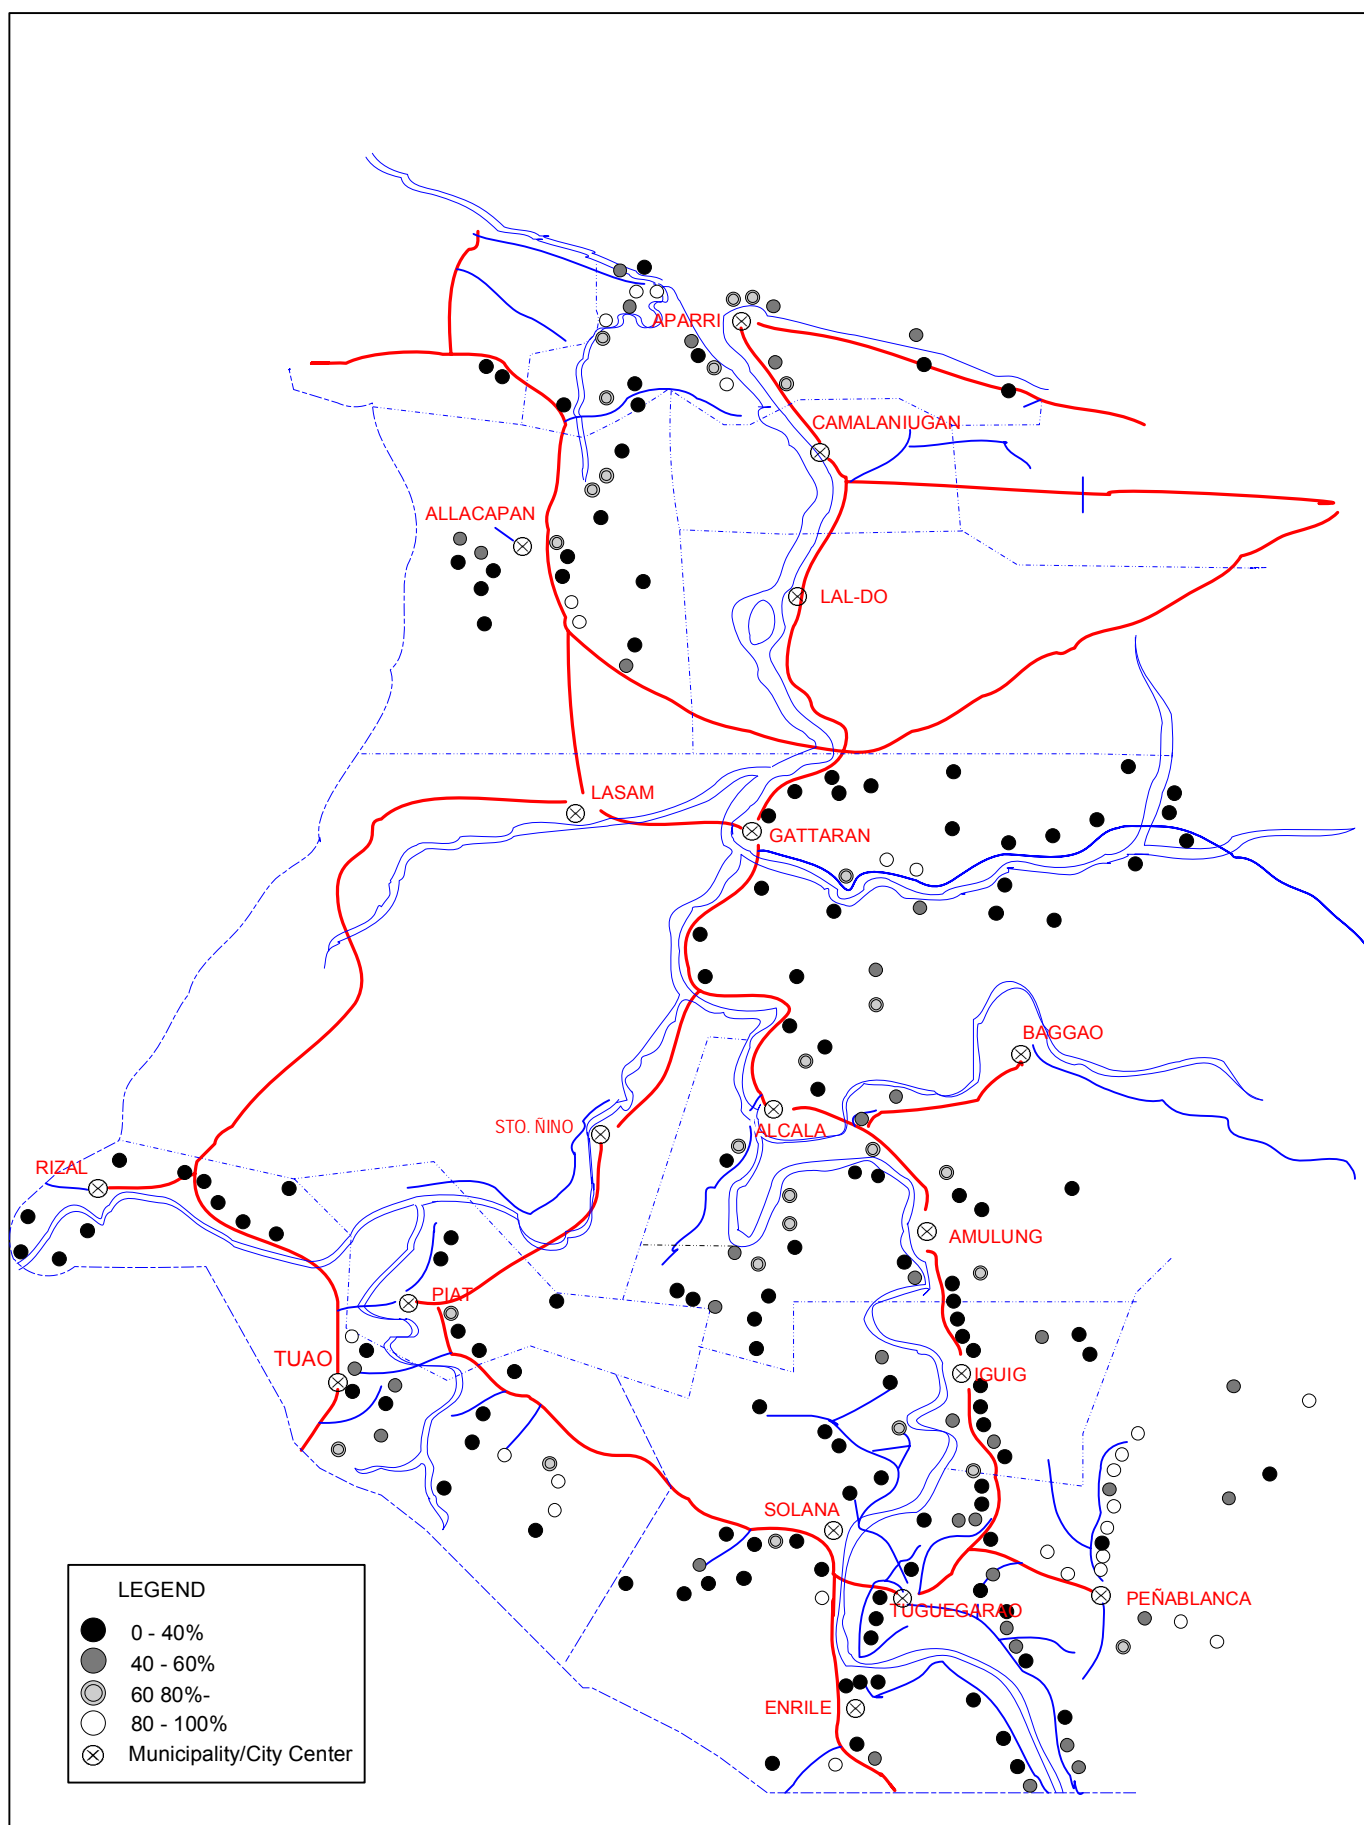 APARRI
CAMALANIUGAN
ALLACAPAN
LAL-DO
LASAM
GATTARAN
BAGGAO
STO. ÑINO
ALCALA
RIZAL
AMULUNG
PIAT
TUAO
IGUIG
SOLANA
PEÑABLANCA
TUGUEGARAO
ENRILE
LEGEND
0 - 40%
40 - 60%
60 80%-
80 - 100%
Municipality/City Center